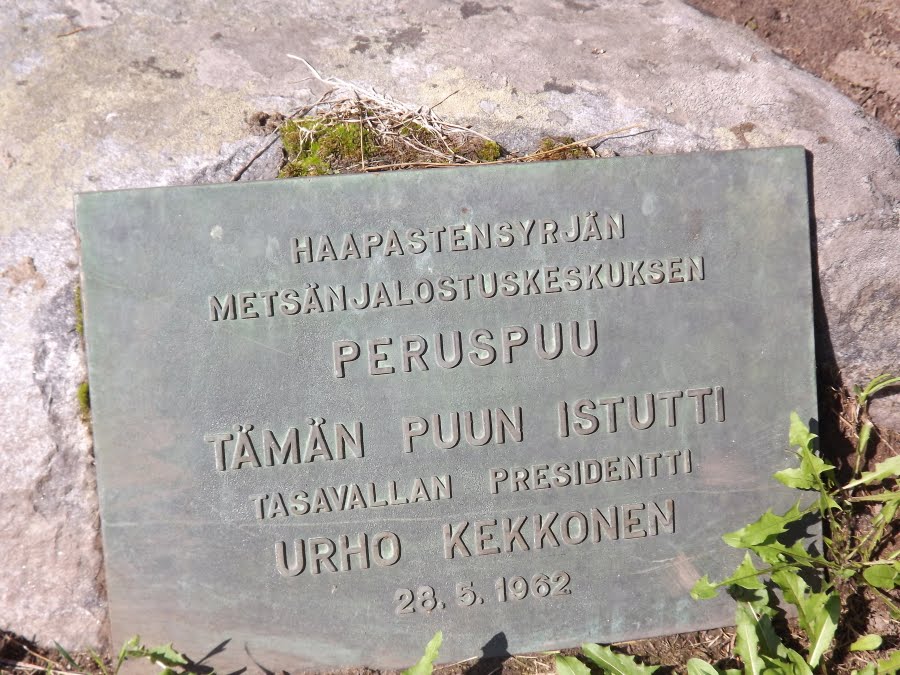 HAAPASTENSYRJÄN
METSÄNJALOSTUSKESKUKSEN
PERUSPUU
TÄMÄN PUUN ISTUTTI
TASAVALLAN PRESIDENTTI
URHO KEKKONEN
28. 5. 1962